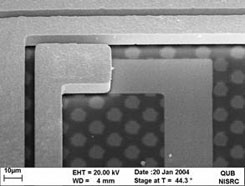 10µm
EHT = 20.00 kV
Date :20 Jan 2004
QUB
WD = 4 mm
Stage at T = 44.3 °
NISRC